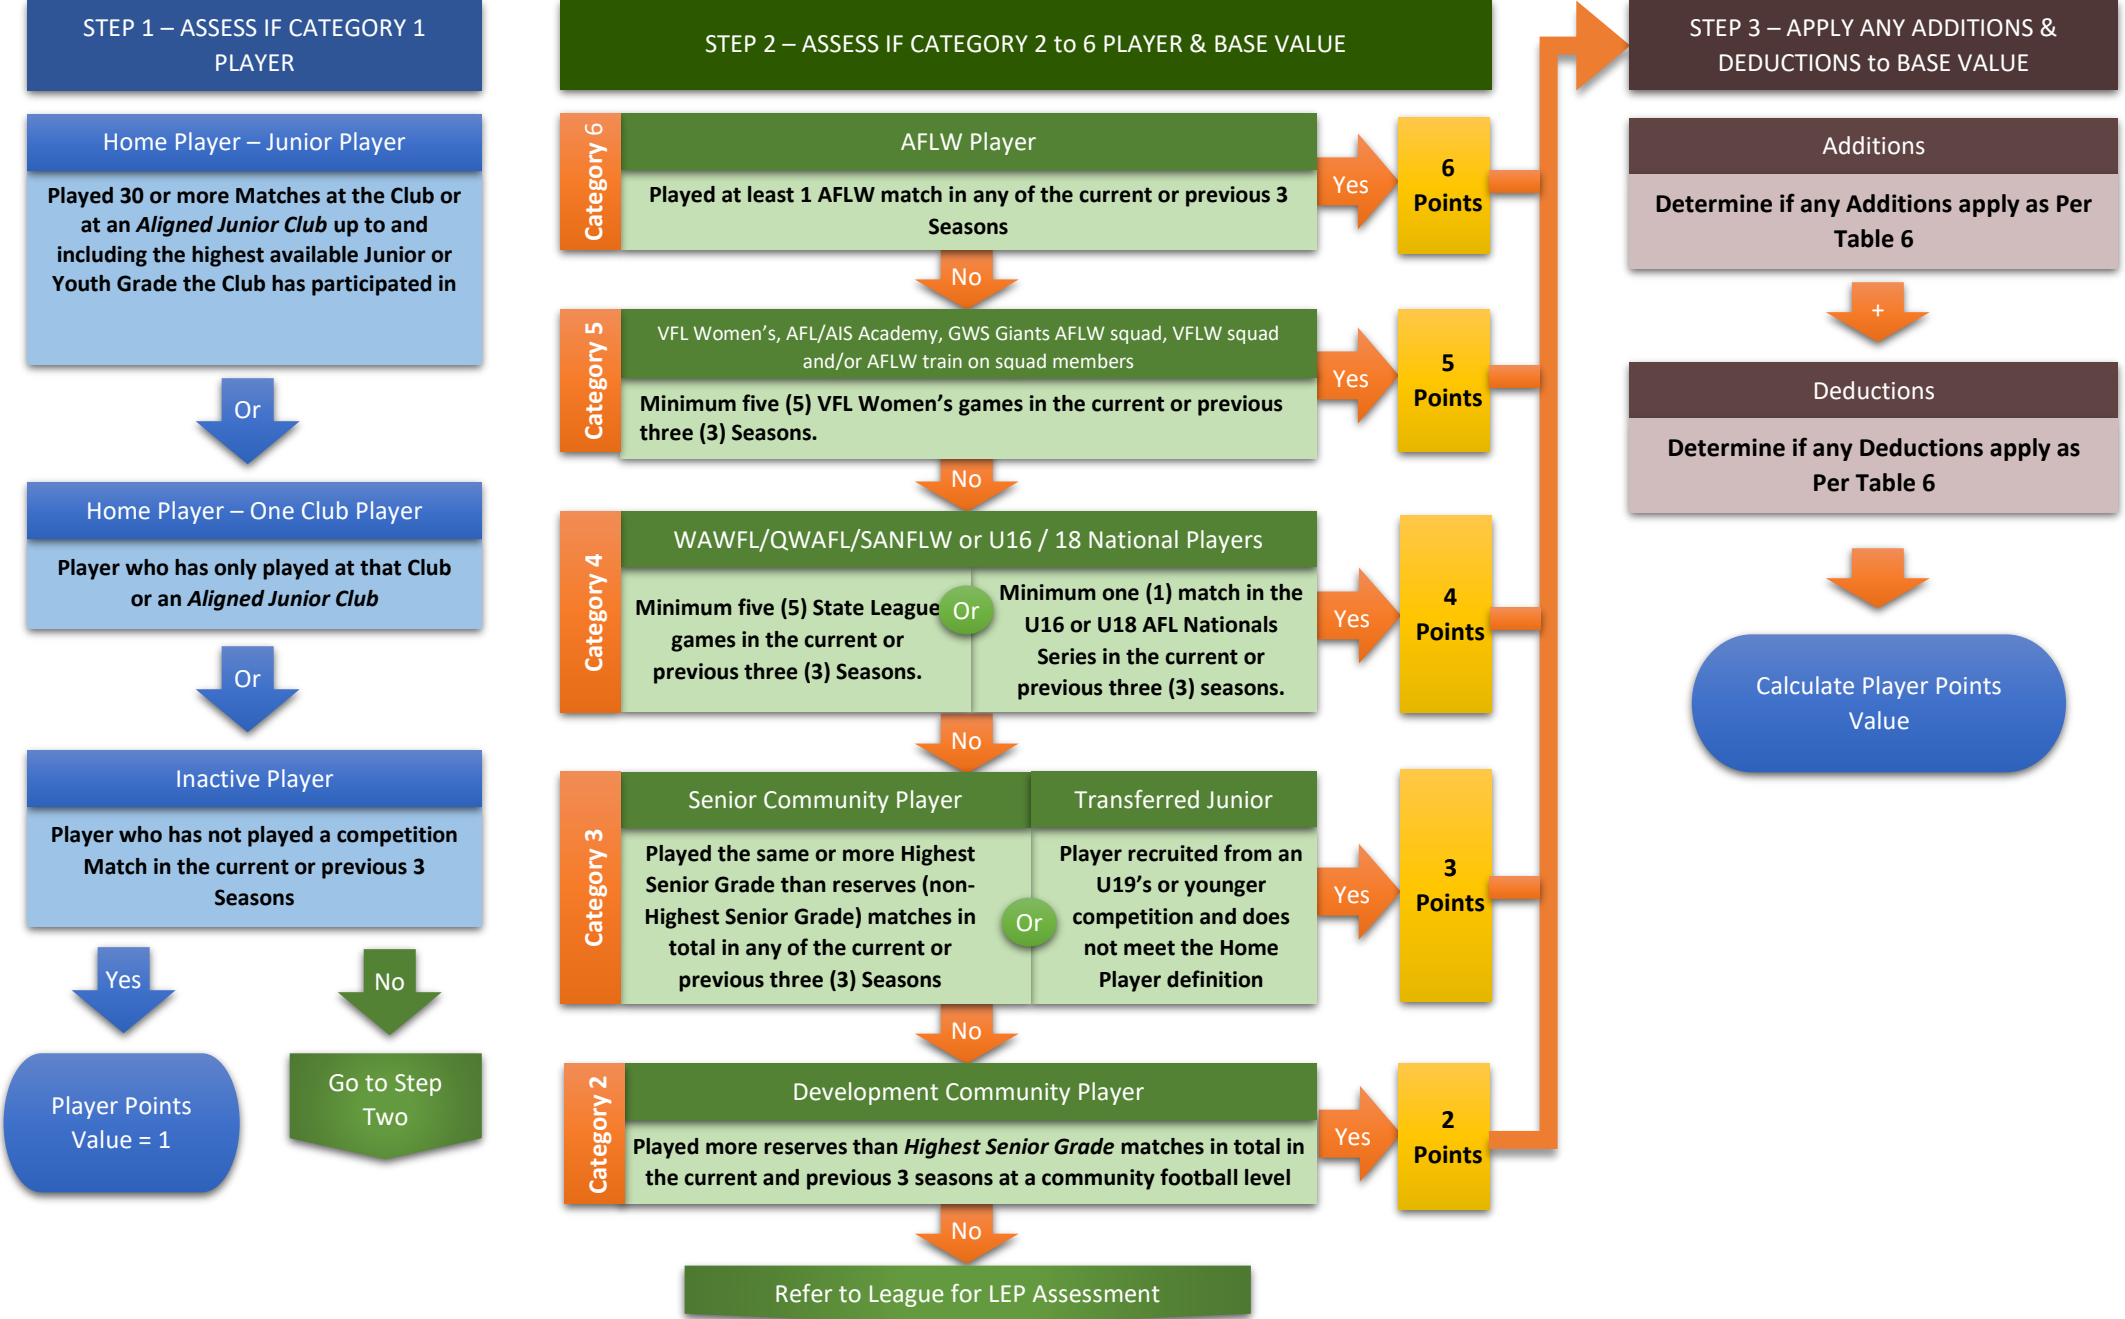 STEP 1 – ASSESS IF CATEGORY 1
PLAYER
Home Player – Junior Player
Played 30 or more Matches at the Club or
at an Aligned Junior Club up to and
including the highest available Junior or
Youth Grade the Club has participated in
Or
Home Player – One Club Player
Player who has only played at that Club
or an Aligned Junior Club
Or
Inactive Player
Player who has not played a competition
Match in the current or previous 3
Seasons
Yes
No
Player Points
Value = 1
Go to Step
Two
STEP 2 – ASSESS IF CATEGORY 2 to 6 PLAYER & BASE VALUE
Category 6
AFLW Player
Played at least 1 AFLW match in any of the current or previous 3
Seasons
Yes
6
Points
No
Category 5
VFL Women's, AFL/AIS Academy, GWS Giants AFLW squad, VFLW squad
and/or AFLW train on squad members
Minimum five (5) VFL Women's games in the current or previous
three (3) Seasons.
Yes
5
Points
No
Category 4
WAWFL/QWAFL/SANFLW or U16 / 18 National Players
Minimum five (5) State League
games in the current or
previous three (3) Seasons.
Or
Minimum one (1) match in the
U16 or U18 AFL Nationals
Series in the current or
previous three (3) seasons.
Yes
4
Points
No
Category 3
Senior Community Player
Played the same or more Highest
Senior Grade than reserves (non-
Highest Senior Grade) matches in
total in any of the current or
previous three (3) Seasons
Or
Transferred Junior
Player recruited from an
U19's or younger
competition and does
not meet the Home
Player definition
Yes
3
Points
No
Category 2
Development Community Player
Played more reserves than Highest Senior Grade matches in total in
the current and previous 3 seasons at a community football level
Yes
2
Points
No
Refer to League for LEP Assessment
STEP 3 – APPLY ANY ADDITIONS &
DEDUCTIONS to BASE VALUE
Additions
Determine if any Additions apply as Per
Table 6
+
Deductions
Determine if any Deductions apply as
Per Table 6
Calculate Player Points
Value